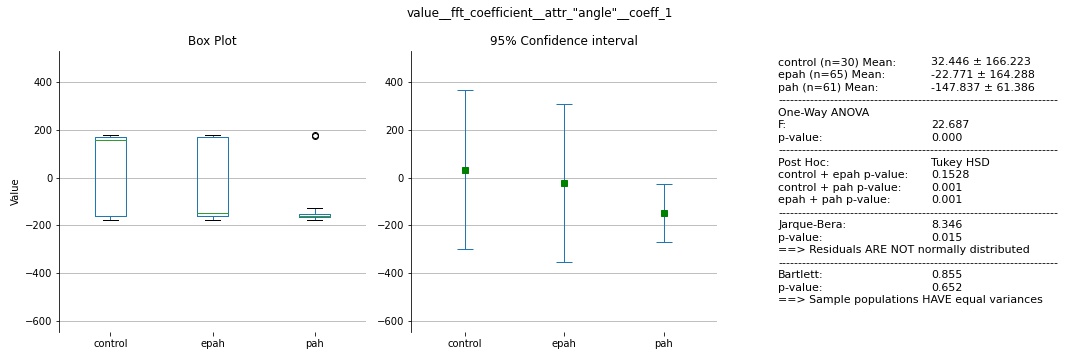 value__fft_coefficient__attr_"angle"__coeff_1
Box Plot
Value
400
200
0
−200
−400
−600
control epah pah
95% Confidence interval
400
200
0
−200
−400
−600
control epah pah
control (n=30) Mean: 32.446 ± 166.223
epah (n=65) Mean: -22.771 ± 164.288
pah (n=61) Mean: -147.837 ± 61.386
One-Way ANOVA
F: 22.687
p-value: 0.000
Post Hoc: Tukey HSD
control + epah p-value: 0.1528
control + pah p-value: 0.001
epah + pah p-value: 0.001
Jarque-Bera: 8.346
p-value: 0.015
==> Residuals ARE NOT normally distributed
Bartlett: 0.855
p-value: 0.652
==> Sample populations HAVE equal variances